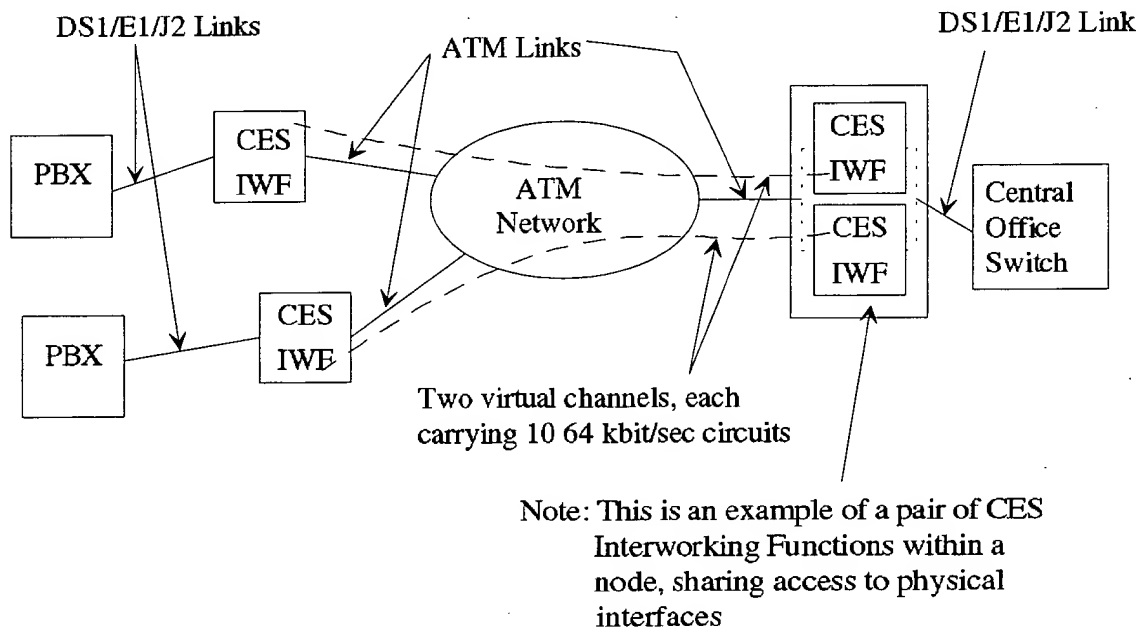 DS1/E1/J2 Links
ATM Links
DS1/E1/J2 Link
PBX
CES
IWF
ATM
Network
CES
IWF
CES
IWF
Central
Office
Switch
PBX
CES
IWF
Two virtual channels, each
carrying 10 64 kbit/sec circuits
Note: This is an example of a pair of CES
Interworking Functions within a
node, sharing access to physical
interfaces